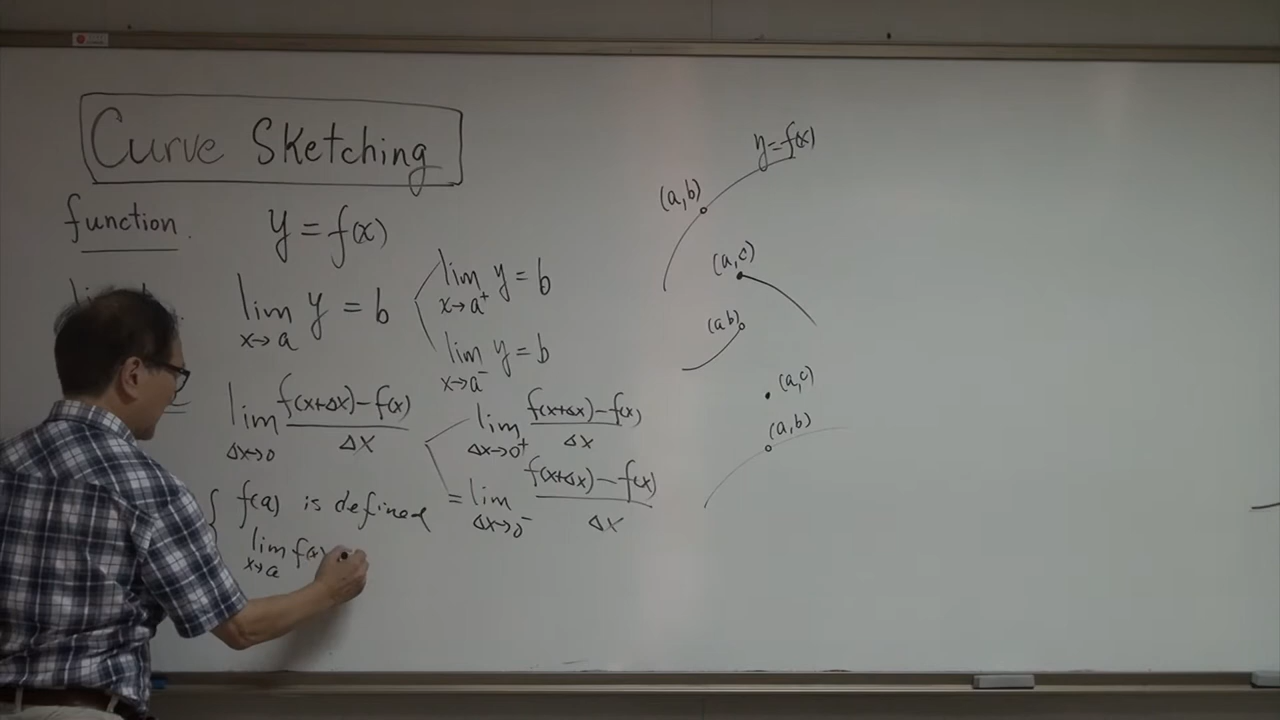 Curve Sketching
function.
y = f(x)
lim y = b
x→a
lim y = b
x→a⁺
lim y = b
x→a⁻
lim f(x+Δx)−f(x)
Δx→0 Δx
lim f(x+Δx)−f(x)
Δx→0⁺ Δx
= lim f(x+Δx)−f(x)
Δx→0⁻ Δx
{ f(a) is defined
lim f(x)
x→a
y=f(x)
(a,b)
(a,c)
(a b)
(a,c)
(a,b)